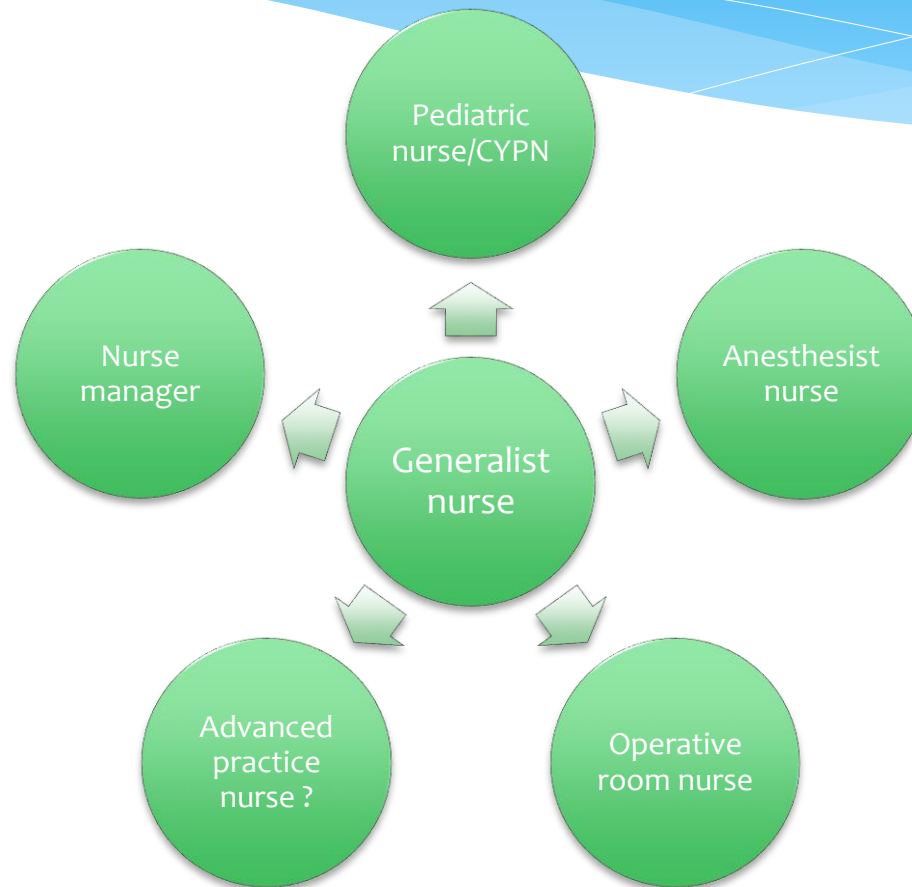 Pediatric
nurse/CYPN
Nurse
manager
Anesthesist
nurse
Generalist
nurse
Advanced
practice
nurse ?
Operative
room nurse